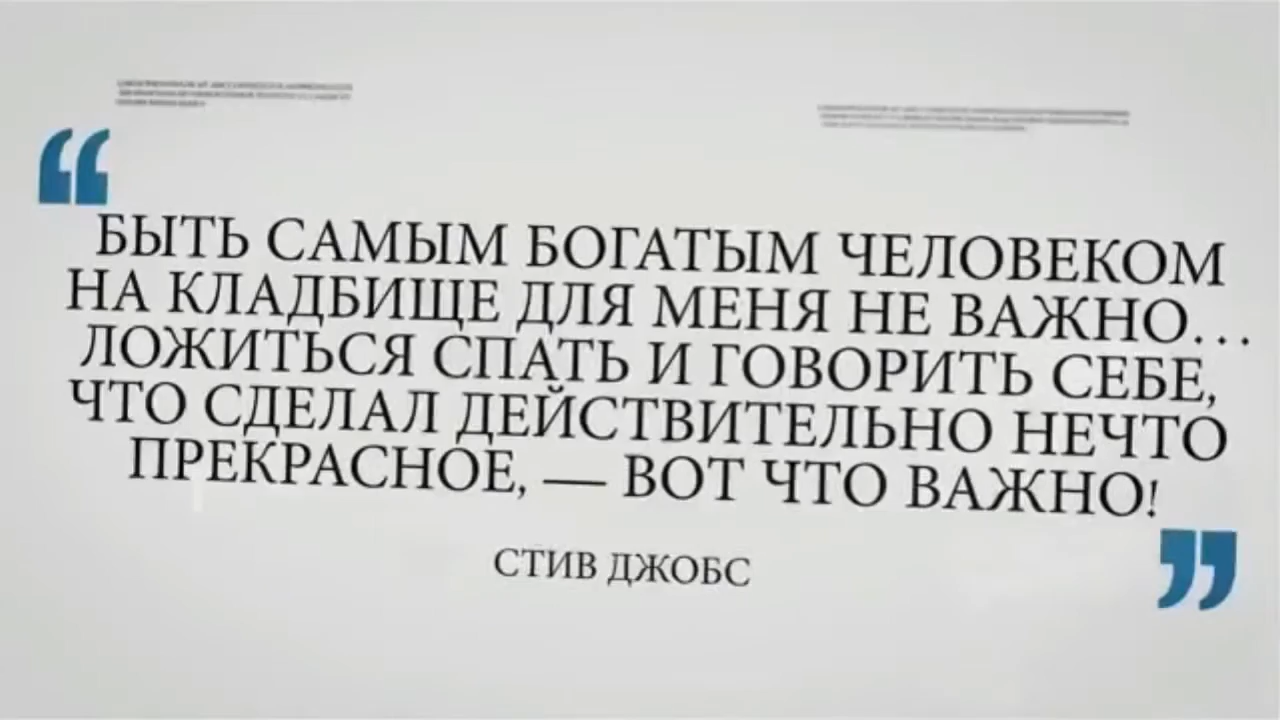 “
БЫТЬ САМЫМ БОГАТЫМ ЧЕЛОВЕКОМ
НА КЛАДБИЩЕ ДЛЯ МЕНЯ НЕ ВАЖНО…
ЛОЖИТЬСЯ СПАТЬ И ГОВОРИТЬ СЕБЕ,
ЧТО СДЕЛАЛ ДЕЙСТВИТЕЛЬНО НЕЧТО
ПРЕКРАСНОЕ, — ВОТ ЧТО ВАЖНО!
”
СТИВ ДЖОБС